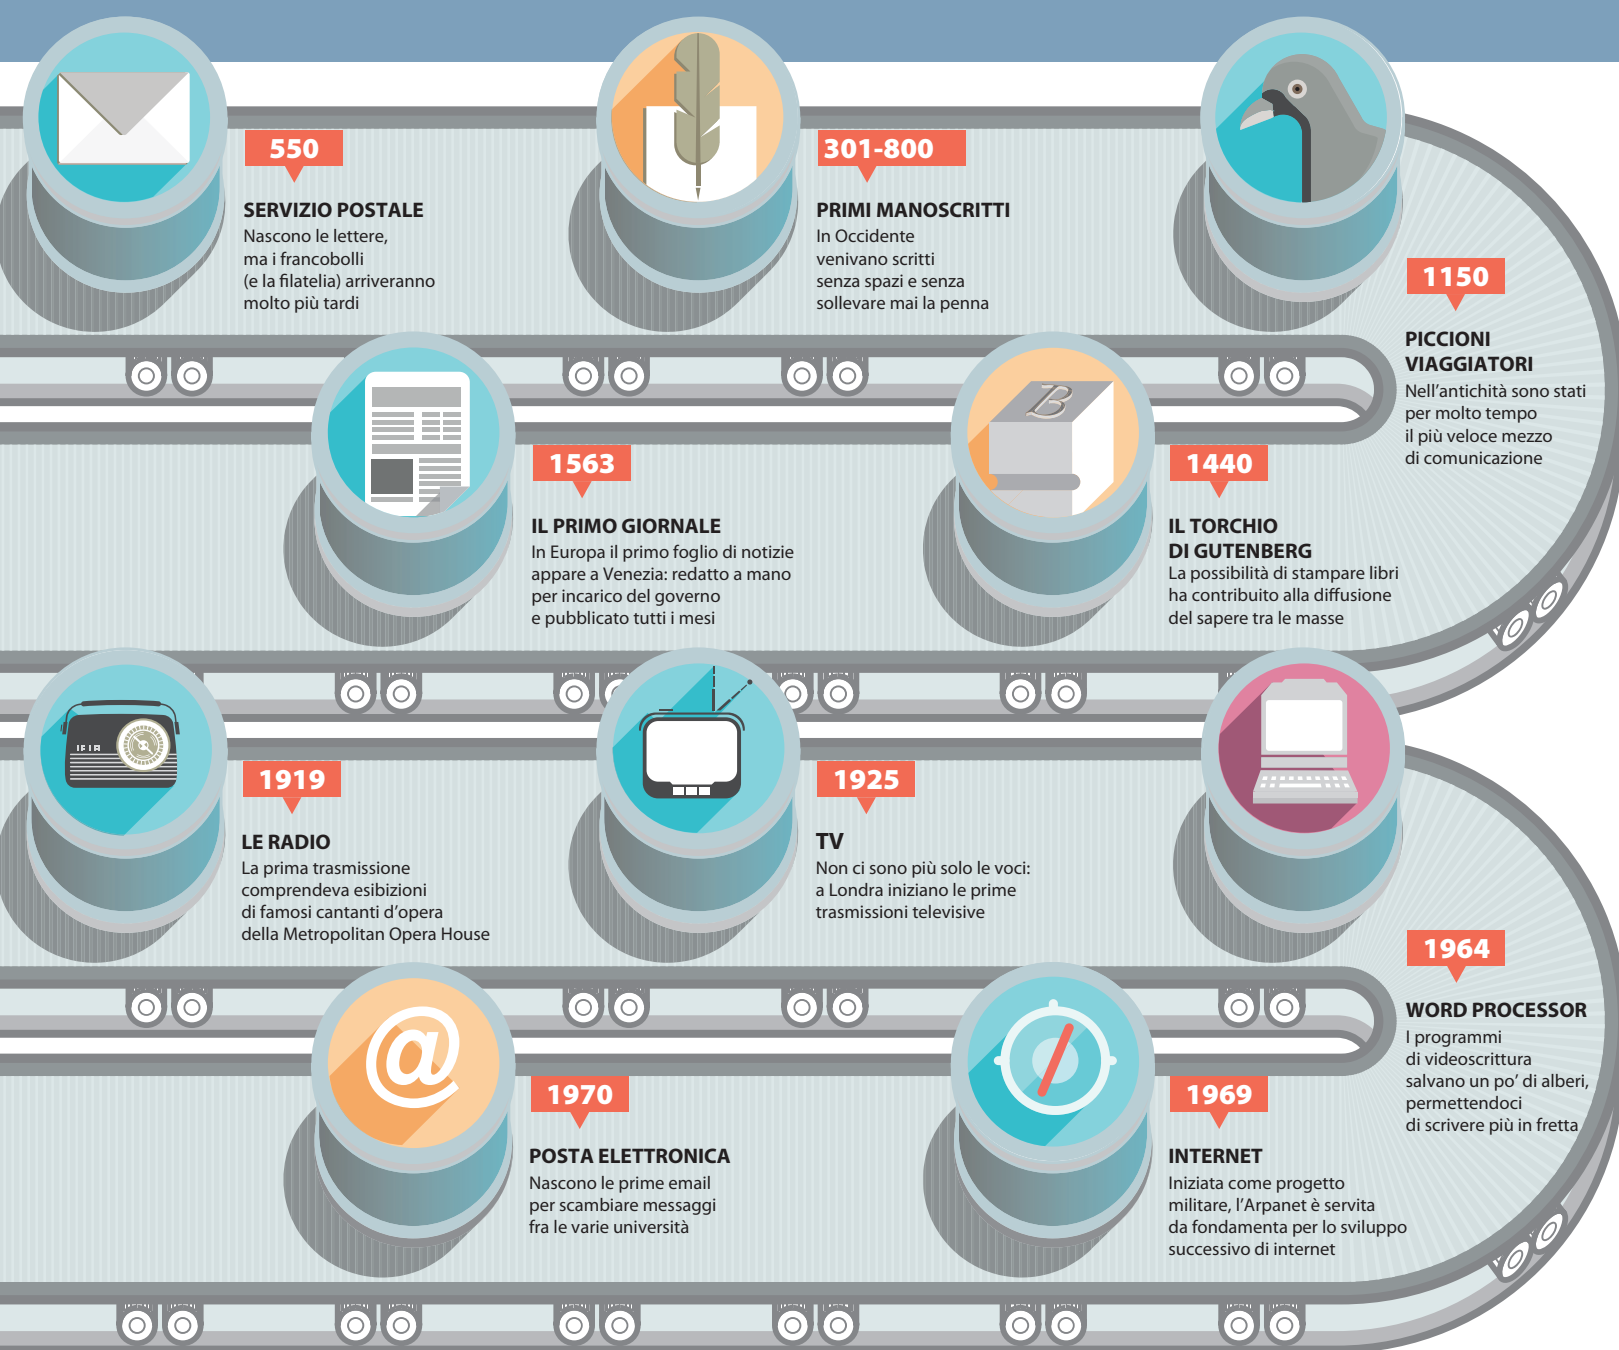 550
SERVIZIO POSTALE
Nascono le lettere,
ma i francobolli
(e la filatelia) arriveranno
molto più tardi
301-800
PRIMI MANOSCRITTI
In Occidente
venivano scritti
senza spazi e senza
sollevare mai la penna
1150
PICCIONI
VIAGGIATORI
Nell’antichità sono stati
per molto tempo
il più veloce mezzo
di comunicazione
B
1440
IL TORCHIO
DI GUTENBERG
La possibilità di stampare libri
ha contribuito alla diffusione
del sapere tra le masse
1563
IL PRIMO GIORNALE
In Europa il primo foglio di notizie
appare a Venezia: redatto a mano
per incarico del governo
e pubblicato tutti i mesi
1919
LE RADIO
La prima trasmissione
comprendeva esibizioni
di famosi cantanti d’opera
della Metropolitan Opera House
1925
TV
Non ci sono più solo le voci:
a Londra iniziano le prime
trasmissioni televisive
1964
WORD PROCESSOR
I programmi
di videoscrittura
salvano un po’ di alberi,
permettendoci
di scrivere più in fretta
1969
INTERNET
Iniziata come progetto
militare, l’Arpanet è servita
da fondamenta per lo sviluppo
successivo di internet
@
1970
POSTA ELETTRONICA
Nascono le prime email
per scambiare messaggi
fra le varie università